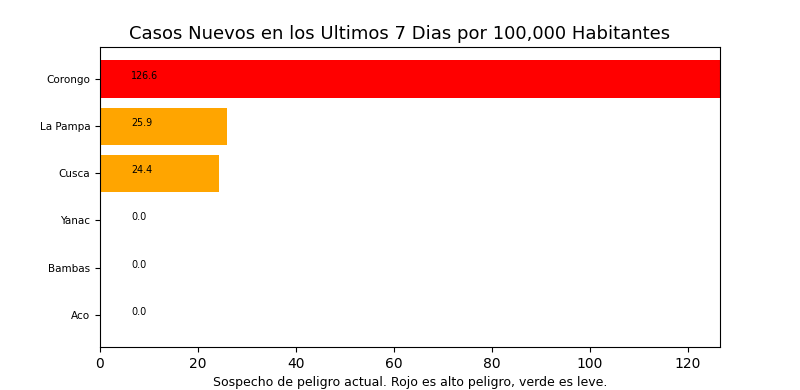 Casos Nuevos en los Ultimos 7 Dias por 100,000 Habitantes
Corongo 126.6
La Pampa 25.9
Cusca 24.4
Yanac 0.0
Bambas 0.0
Aco 0.0
0 20 40 60 80 100 120
Sospecho de peligro actual. Rojo es alto peligro, verde es leve.